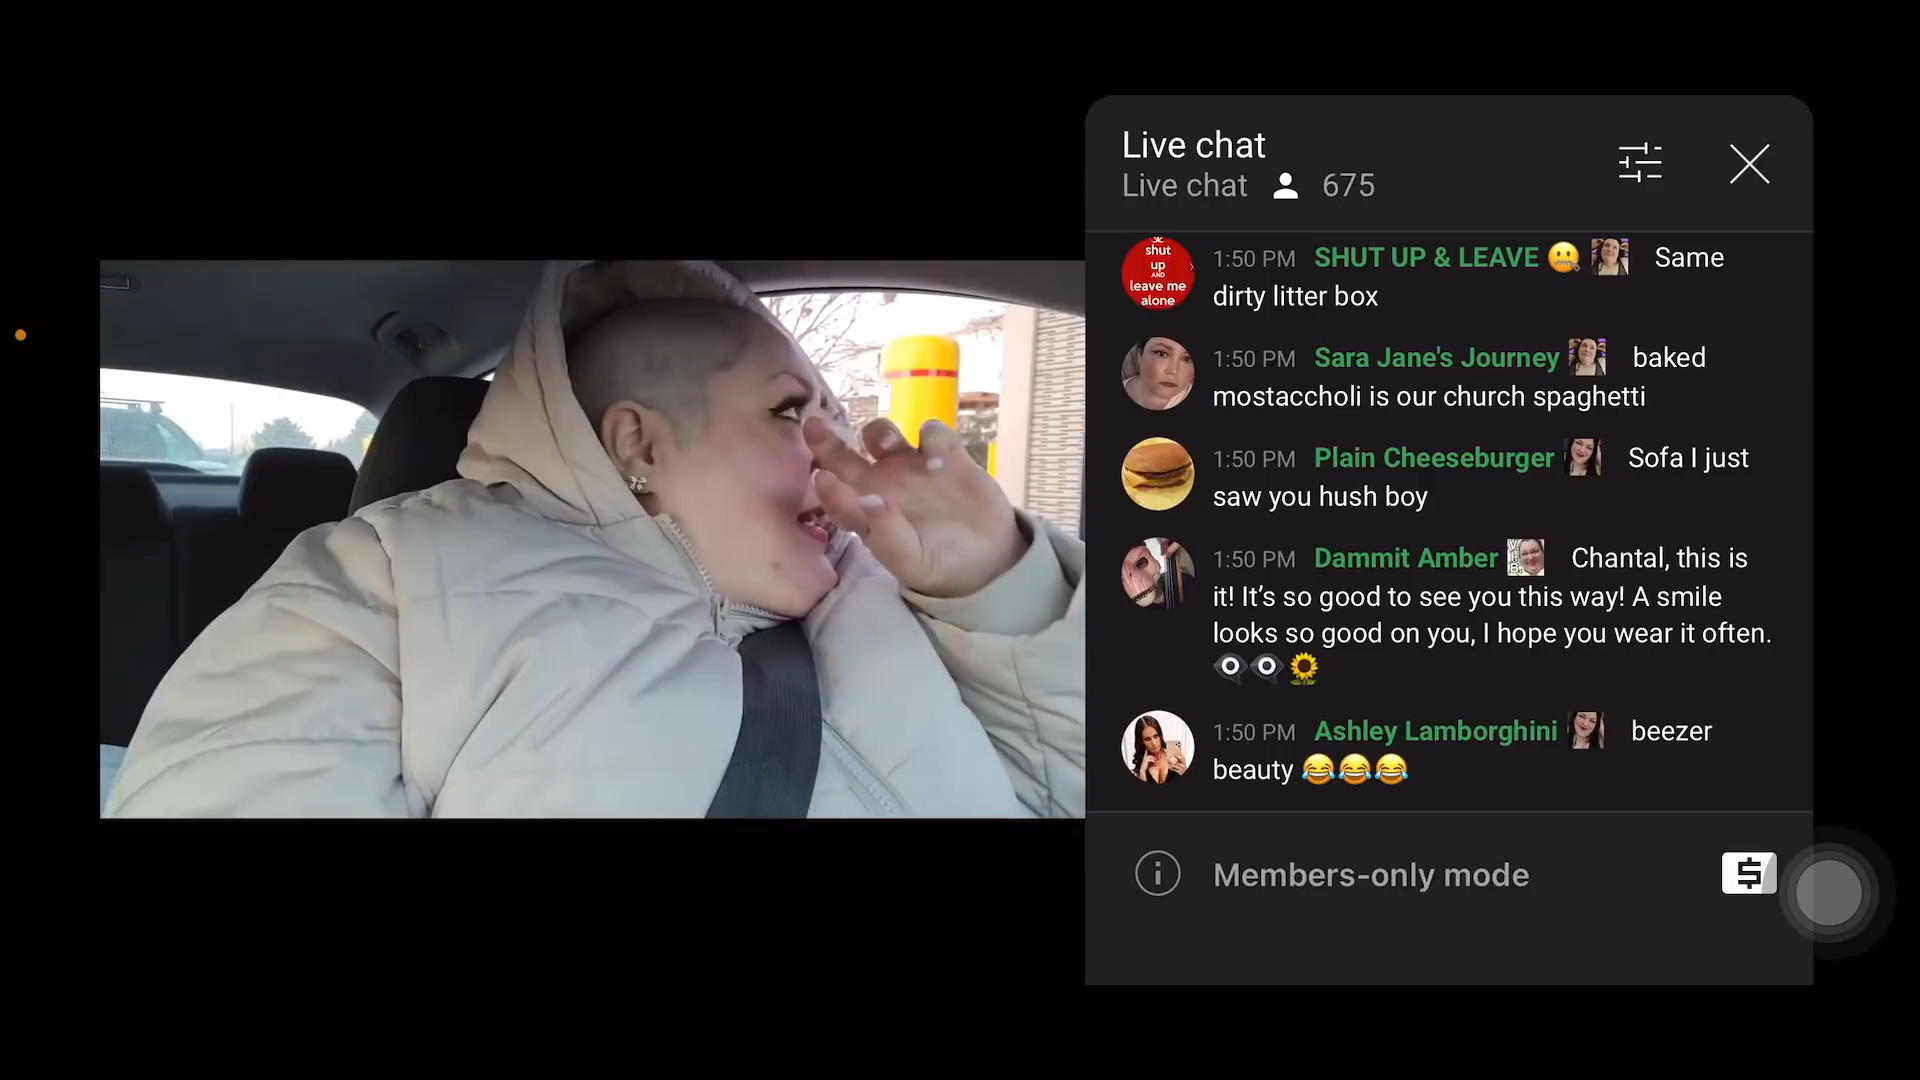 Live chat
Live chat 675
shut
up
AND
leave me
alone
1:50 PM SHUT UP & LEAVE 🤐 Same
dirty litter box
1:50 PM Sara Jane's Journey baked
mostaccholi is our church spaghetti
1:50 PM Plain Cheeseburger Sofa I just
saw you hush boy
1:50 PM Dammit Amber Chantal, this is
it! It’s so good to see you this way! A smile
looks so good on you, I hope you wear it often.
👁️‍🗨️👁️‍🗨️🌻
1:50 PM Ashley Lamborghini beezer
beauty 😂😂😂
Members-only mode